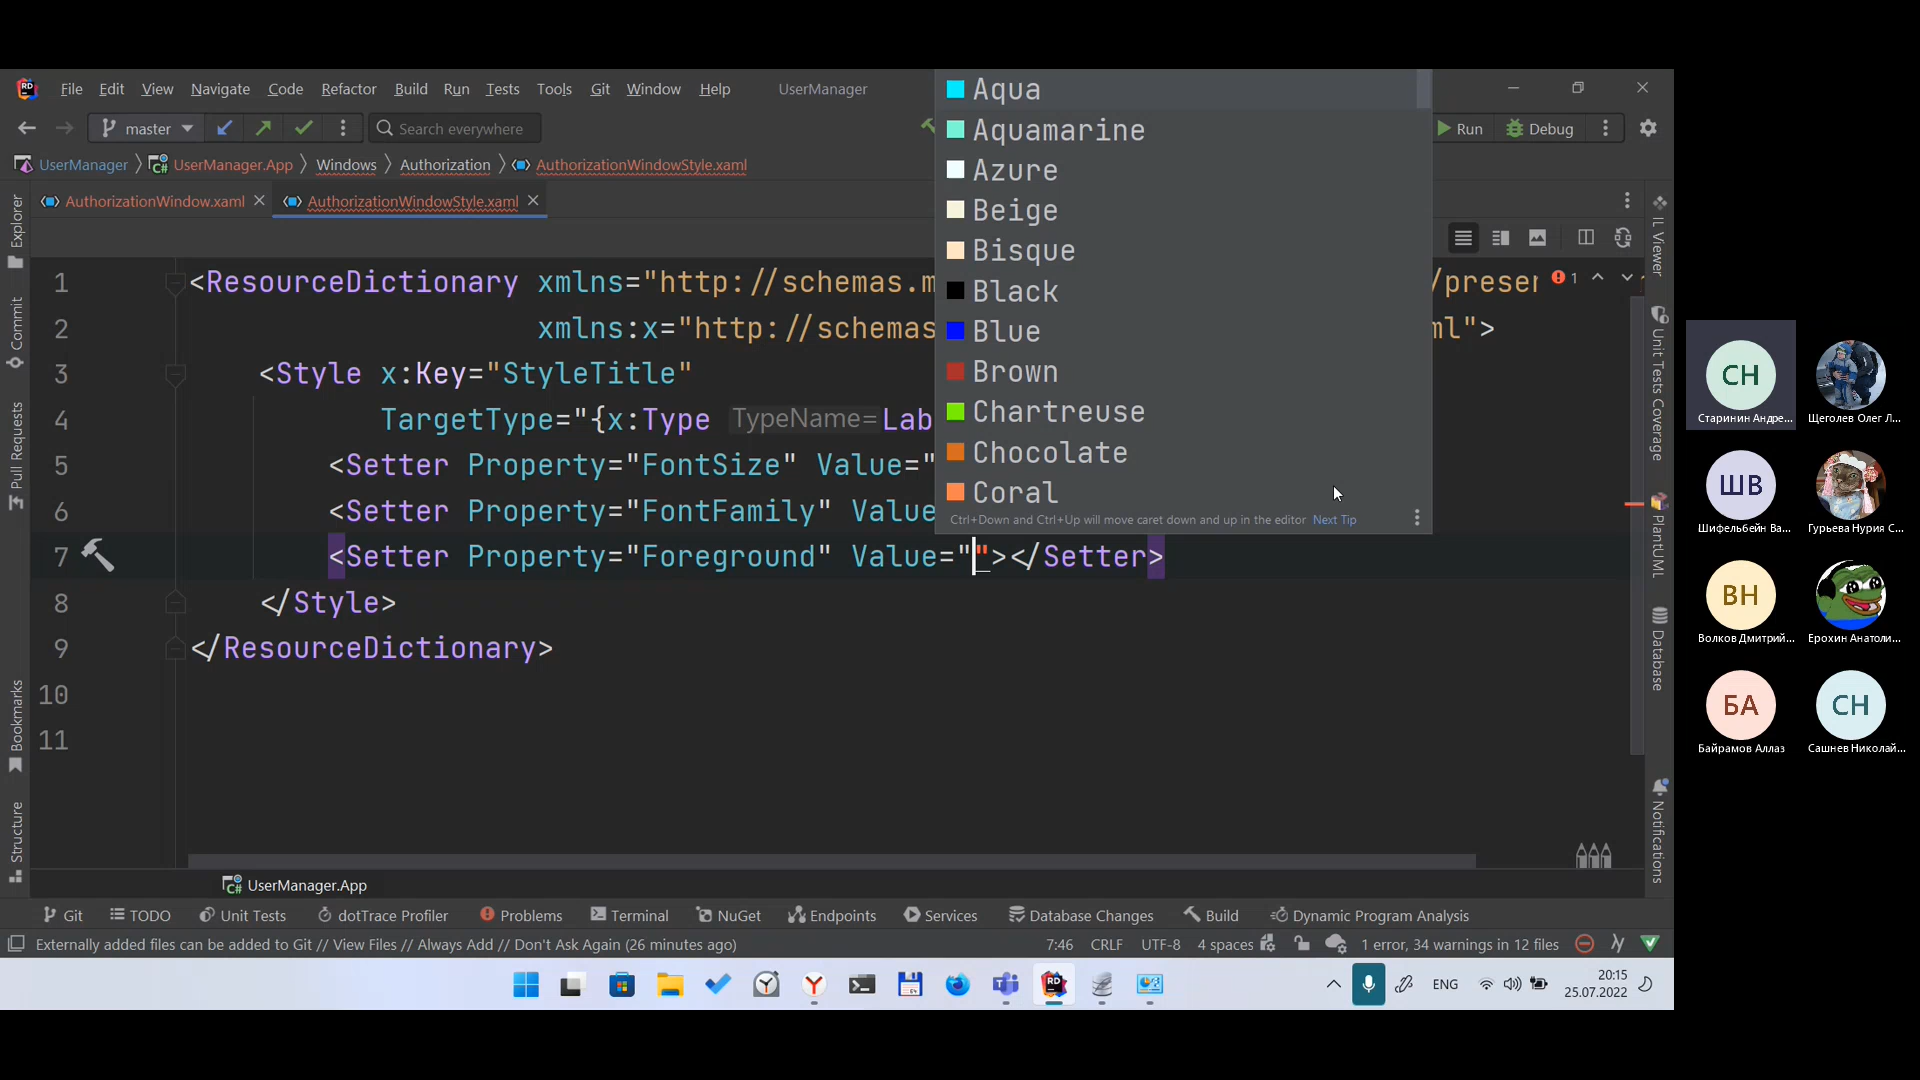 File Edit View Navigate Code Refactor Build Run Tests Tools Git Window Help UserManager
master Search everywhere Run Debug
UserManager UserManager.App Windows Authorization AuthorizationWindowStyle.xaml
AuthorizationWindow.xaml AuthorizationWindowStyle.xaml
Aqua
Aquamarine
Azure
Beige
Bisque
Black
Blue
Brown
Chartreuse
Chocolate
Coral
Ctrl+Down and Ctrl+Up will move caret down and up in the editor Next Tip
1 <ResourceDictionary xmlns="http://schemas.m /preser 1
2 xmlns:x="http://schemas ml">
3 <Style x:Key="StyleTitle"
4 TargetType="{x:Type TypeName=Lab
5 <Setter Property="FontSize" Value="
6 <Setter Property="FontFamily" Value
7 <Setter Property="Foreground" Value=""></Setter>
8 </Style>
9 </ResourceDictionary>
10
11
Explorer
Commit
Pull Requests
Bookmarks
Structure
IL Viewer
Unit Tests Coverage
PlantUML
Database
Notifications
UserManager.App
Git TODO Unit Tests dotTrace Profiler Problems Terminal NuGet Endpoints Services Database Changes Build Dynamic Program Analysis
Externally added files can be added to Git // View Files // Always Add // Don't Ask Again (26 minutes ago) 7:46 CRLF UTF-8 4 spaces 1 error, 34 warnings in 12 files
ENG 20:15
25.07.2022
СН
Старинин Андре...
Щеголев Олег Л...
ШВ
Шифельбейн Ва...
Гурьева Нурия С...
ВН
Волков Дмитрий...
Ерохин Анатоли...
БА
Байрамов Аллаз
СН
Сашнев Николай...